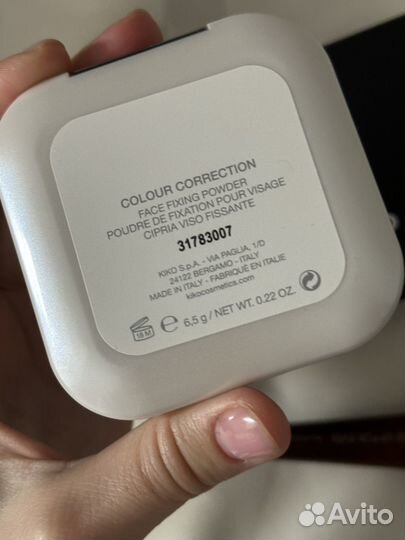 COLOUR CORRECTION
FACE FIXING POWDER
POUDRE DE FIXATION POUR VISAGE
CIPRIA VISO FISSANTE
31783007
KIKO S.p.A. - VIA PAGLIA, 1/D
24122 BERGAMO - ITALY
MADE IN ITALY - FABRIQUÉ EN ITALIE
kikocosmetics.com
18 M e 6.5 g / NET WT. 0.22 OZ.
Avito